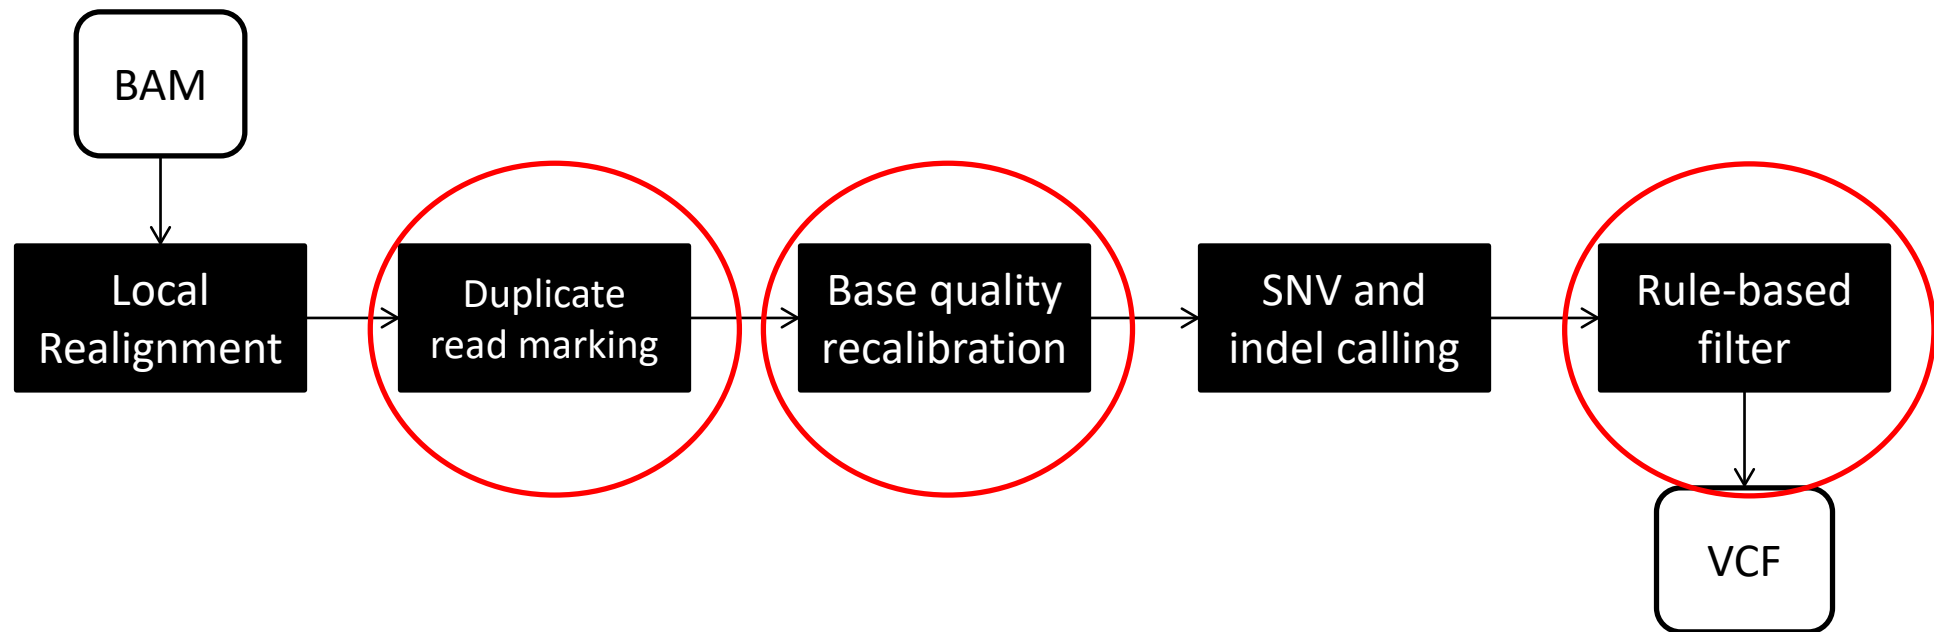 BAM
Local
Realignment
Duplicate
read marking
Base quality
recalibration
SNV and
indel calling
Rule-based
filter
VCF